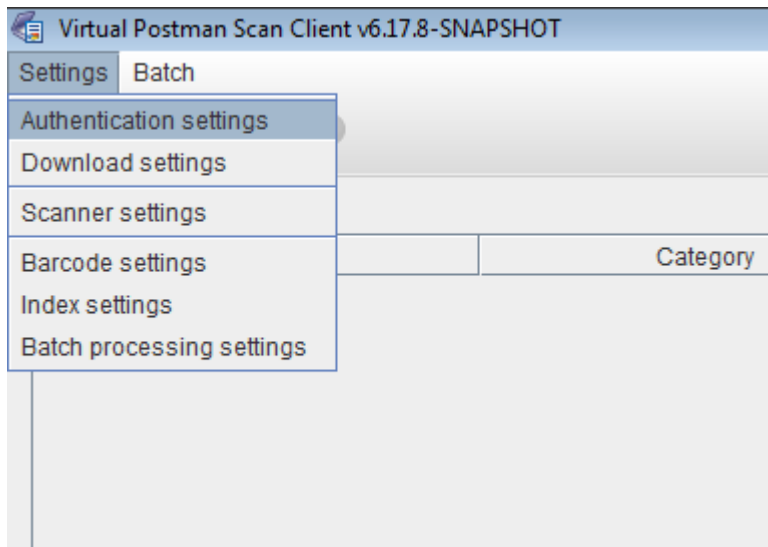 Virtual Postman Scan Client v6.17.8-SNAPSHOT
Settings Batch
Authentication settings
Download settings
Scanner settings
Barcode settings
Category
Index settings
Batch processing settings